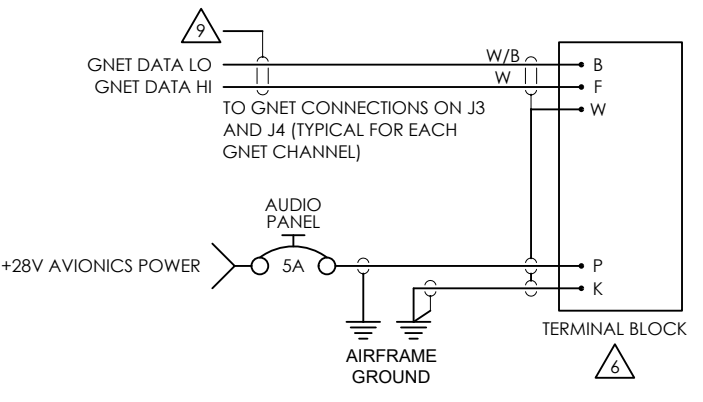 9
GNET DATA LO
GNET DATA HI
W/B
W
B
F
W
TO GNET CONNECTIONS ON J3
AND J4 (TYPICAL FOR EACH
GNET CHANNEL)
AUDIO
PANEL
+28V AVIONICS POWER
5A
P
K
TERMINAL BLOCK
6
AIRFRAME
GROUND